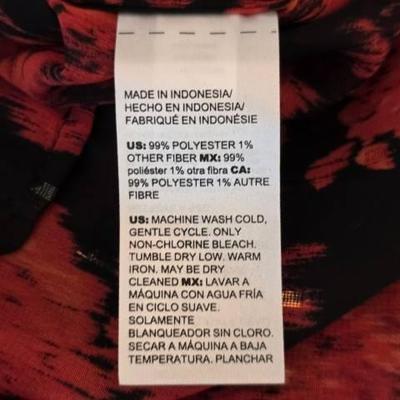 MADE IN INDONESIA/
HECHO EN INDONESIA/
FABRIQUÉ EN INDONÉSIE
US: 99% POLYESTER 1%
OTHER FIBER MX: 99%
poliéster 1% otra fibra CA:
99% POLYESTER 1% AUTRE
FIBRE
US: MACHINE WASH COLD,
GENTLE CYCLE. ONLY
NON-CHLORINE BLEACH.
TUMBLE DRY LOW. WARM
IRON. MAY BE DRY
CLEANED MX: LAVAR A
MÁQUINA CON AGUA FRÍA
EN CICLO SUAVE.
SOLAMENTE
BLANQUEADOR SIN CLORO.
SECAR A MÁQUINA A BAJA
TEMPERATURA. PLANCHAR